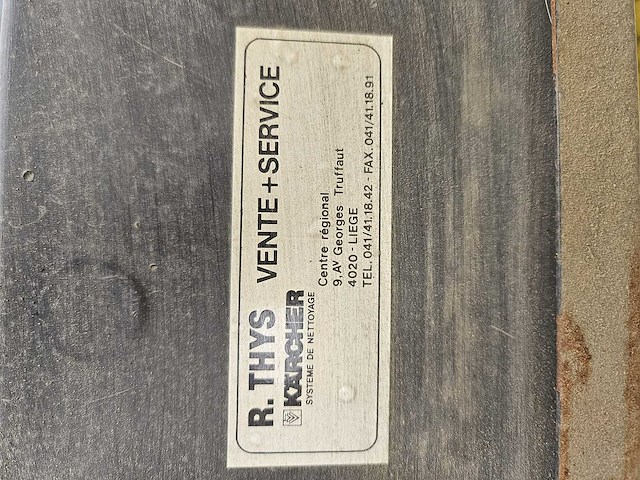 R. THYS VENTE + SERVICE
KÄRCHER
SYSTEME DE NETTOYAGE
Centre régional
9, AV Georges Truffaut
4020 - LIEGE
TEL. 041/41.18.42 - FAX. 041/41.18.91